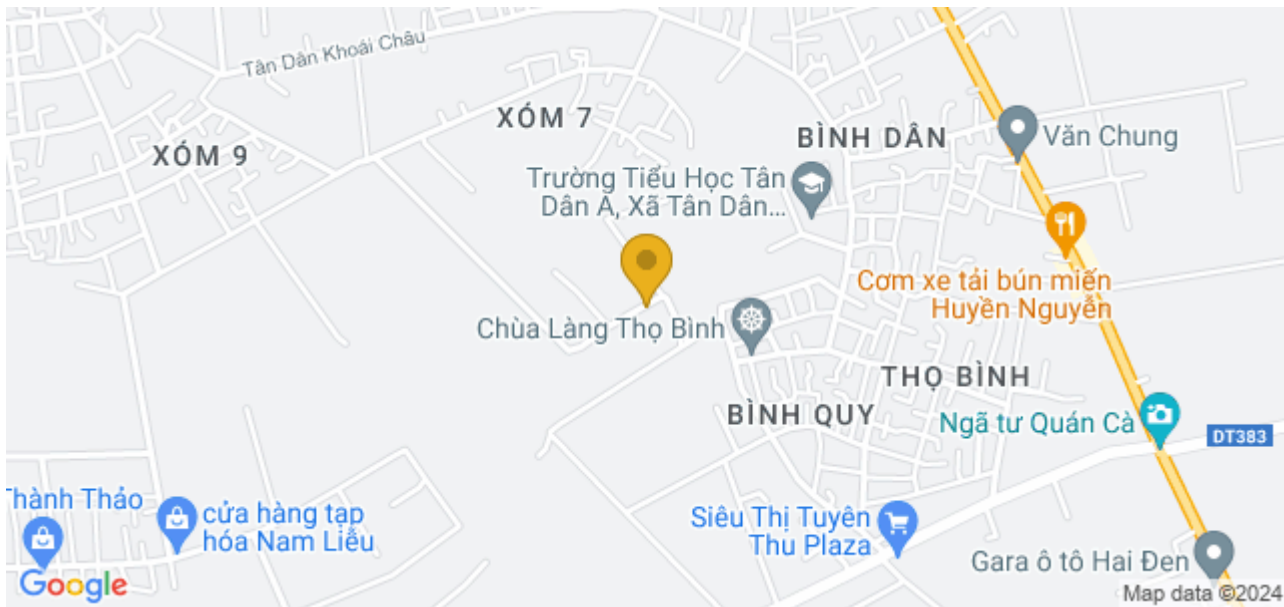 Tân Dân Khoái Châu
XÓM 7
XÓM 9
BÌNH DÂN
Văn Chung
Trường Tiểu Học Tân
Dân A, Xã Tân Dân...
Cơm xe tải bún miến
Huyền Nguyễn
Chùa Làng Thọ Bình
THỌ BÌNH
BÌNH QUY
Ngã tư Quán Cà
DT383
Thành Thảo
cửa hàng tạp
hóa Nam Liễu
Siêu Thị Tuyên
Thu Plaza
Gara ô tô Hai Đen
Google
Map data ©2024